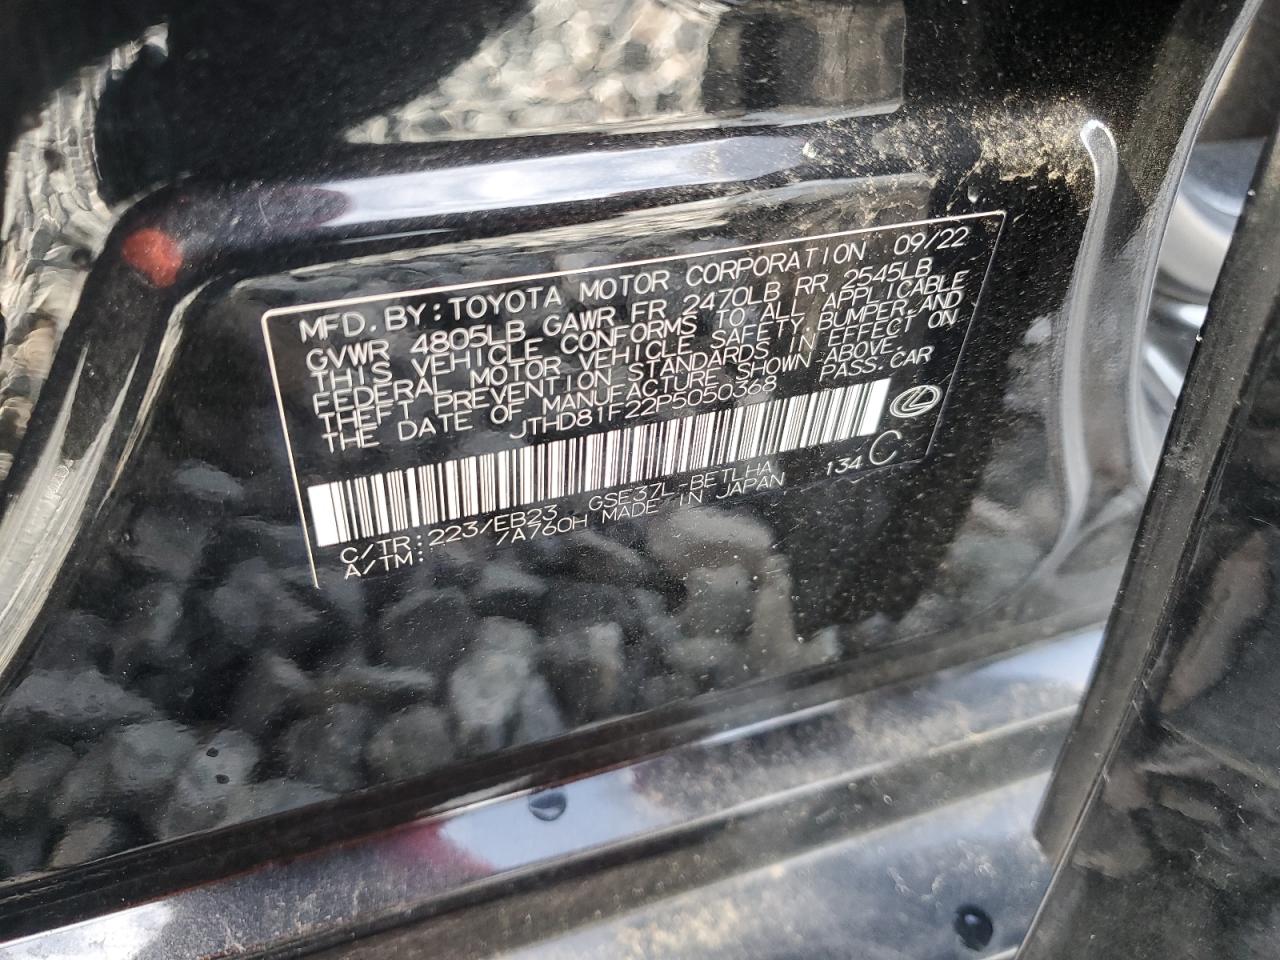 MFD.BY:TOYOTA MOTOR CORPORATION 09/22
GVWR 4805LB GAWR FR 2470LB RR 2545LB
THIS VEHICLE CONFORMS TO ALL APPLICABLE
FEDERAL MOTOR VEHICLE SAFETY,BUMPER,AND
THEFT PREVENTION STANDARDS IN EFFECT ON
THE DATE OF MANUFACTURE SHOWN ABOVE.
JTHD81F22P5050368 PASS.CAR
C/TR:223/EB23 GSE37L-BETLHA 134 C
A/TM: /A760H MADE IN JAPAN